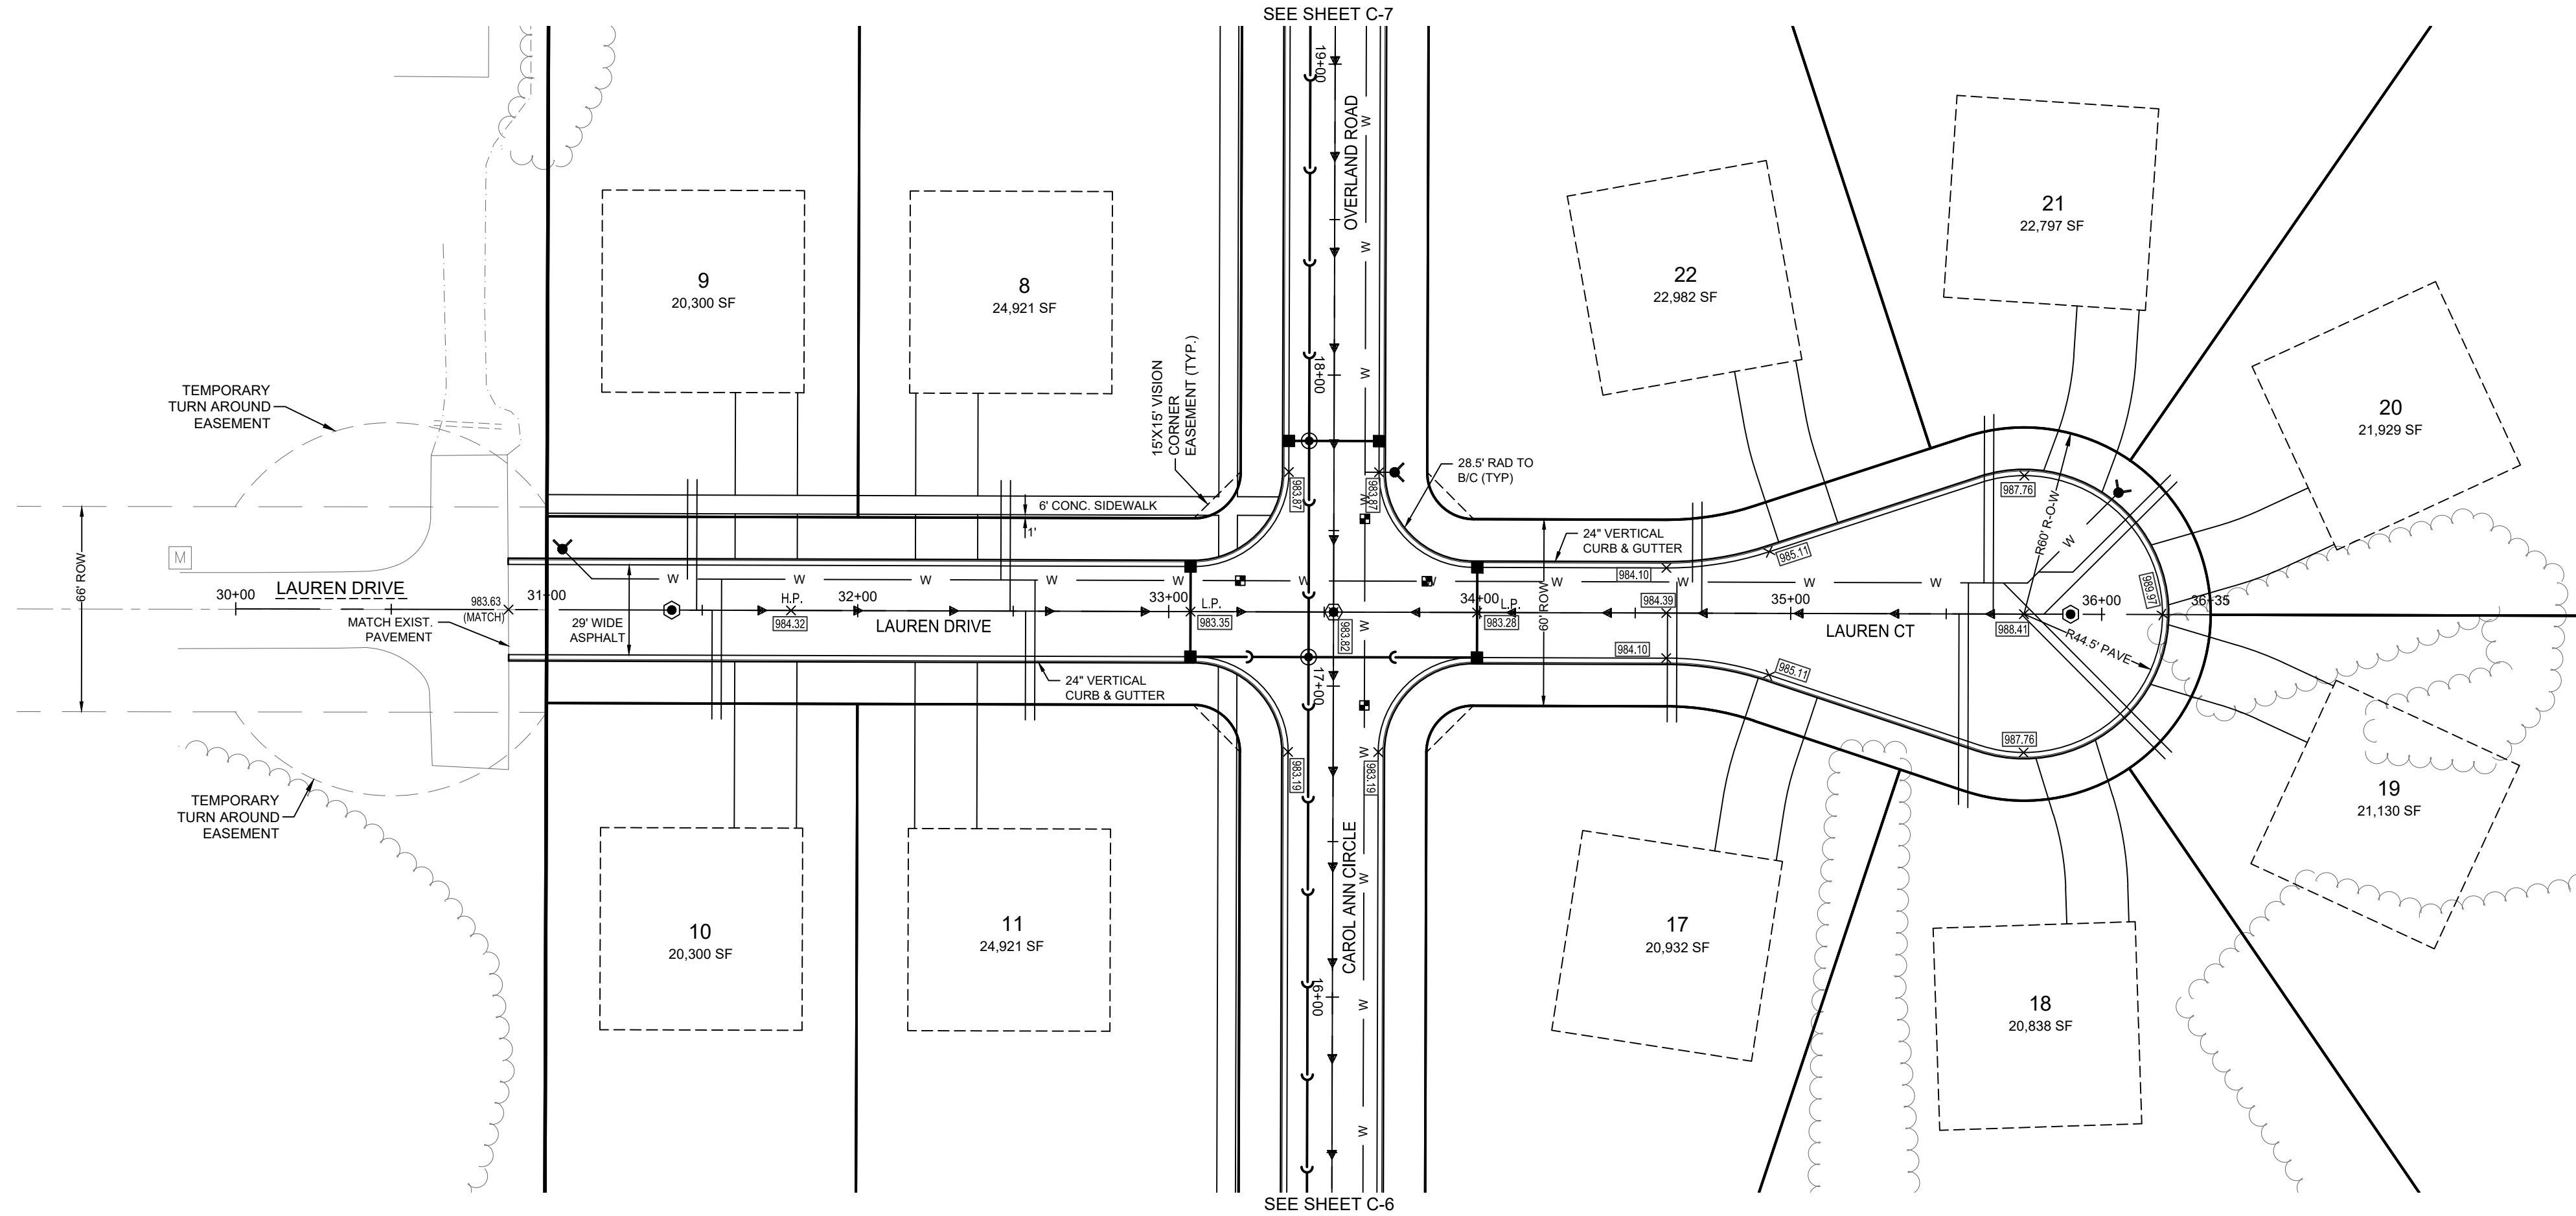 SEE SHEET C-7
19+00
OVERLAND ROAD
W
W
21
22,797 SF
22
22,982 SF
9
20,300 SF
8
24,921 SF
18+00
W
15'X15' VISION
CORNER
EASEMENT (TYP.)
TEMPORARY
TURN AROUND
EASEMENT
20
21,929 SF
28.5' RAD TO
B/C (TYP)
983.87
983.87
W
987.76
R60' R-O-W
6' CONC. SIDEWALK
1'
24" VERTICAL
CURB & GUTTER
985.11
W
M
66' ROW
LAUREN DRIVE
30+00
983.63
(MATCH)
31+00
MATCH EXIST.
PAVEMENT
W
W
W
W
W
W
W
W
W
W
W
984.10
H.P.
32+00
984.32
29' WIDE
ASPHALT
LAUREN DRIVE
33+00
L.P.
983.35
983.82
34+00
L.P.
983.28
60' ROW
984.39
35+00
LAUREN CT
988.41
36+00
989.97
36+35
R44.5' PAVE
984.10
985.11
24" VERTICAL
CURB & GUTTER
17+00
W
987.76
983.19
983.19
TEMPORARY
TURN AROUND
EASEMENT
19
21,130 SF
CAROL ANN CIRCLE
W
10
20,300 SF
11
24,921 SF
17
20,932 SF
16+00
W
18
20,838 SF
W
SEE SHEET C-6